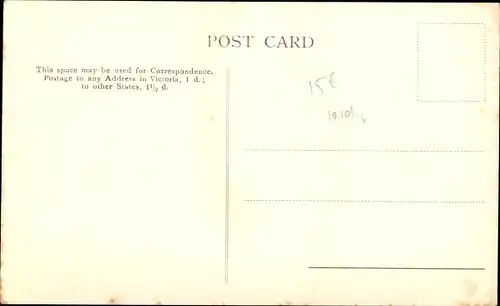 POST CARD
This space may be used for Correspondence.
Postage to any Address in Victoria, 1 d.;
to other States, 1½ d.
15€